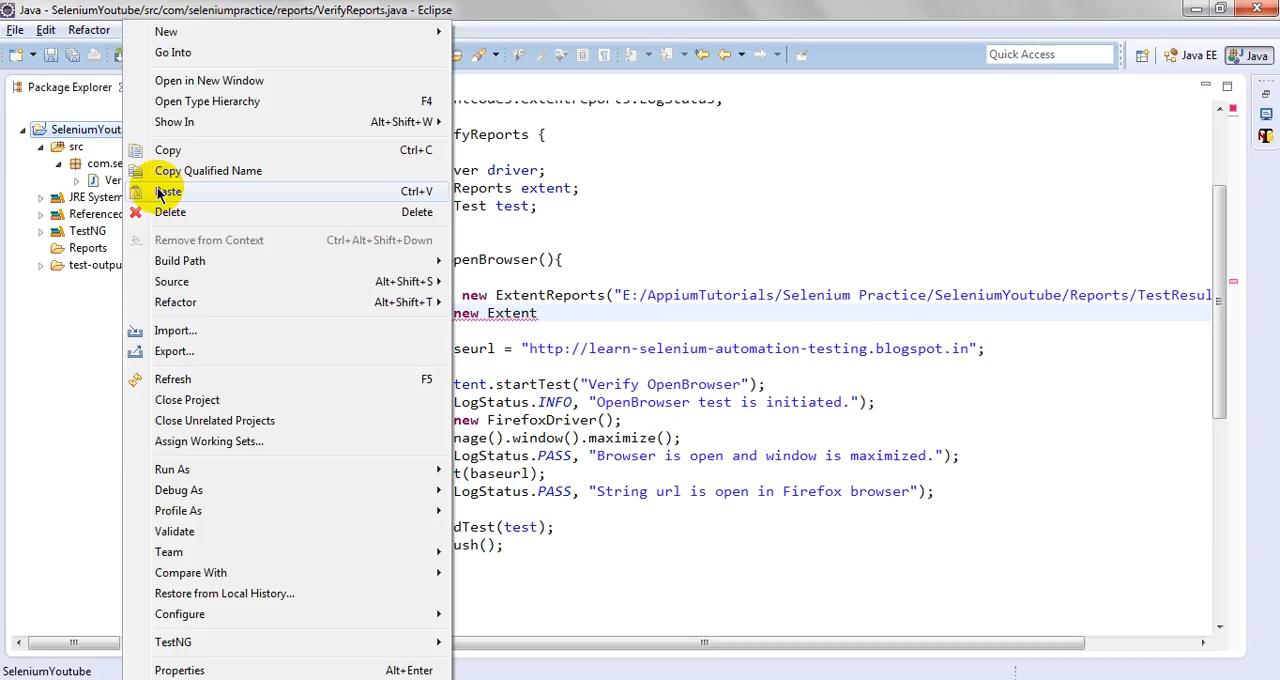 Java - SeleniumYoutube/src/com/seleniumpractice/reports/VerifyReports.java - Eclipse
File Edit Refactor
Quick Access Java EE Java
Package Explorer
SeleniumYout
src
com.se
Ver
JRE System
Referenced
TestNG
Reports
test-outpu
New
Go Into
Open in New Window
Open Type Hierarchy F4
Show In Alt+Shift+W
Copy Ctrl+C
Copy Qualified Name
Paste Ctrl+V
Delete Delete
Remove from Context Ctrl+Alt+Shift+Down
Build Path
Source Alt+Shift+S
Refactor Alt+Shift+T
Import...
Export...
Refresh F5
Close Project
Close Unrelated Projects
Assign Working Sets...
Run As
Debug As
Profile As
Validate
Team
Compare With
Restore from Local History...
Configure
TestNG
Properties Alt+Enter
ntcodes.extentreports.LogStatus;
fyReports {
ver driver;
Reports extent;
Test test;
penBrowser(){
new ExtentReports("E:/AppiumTutorials/Selenium Practice/SeleniumYoutube/Reports/TestResul
new Extent
seurl = "http://learn-selenium-automation-testing.blogspot.in";
tent.startTest("Verify OpenBrowser");
LogStatus.INFO, "OpenBrowser test is initiated.");
new FirefoxDriver();
nage().window().maximize();
LogStatus.PASS, "Browser is open and window is maximized.");
t(baseurl);
LogStatus.PASS, "String url is open in Firefox browser");
dTest(test);
ush();
SeleniumYoutube